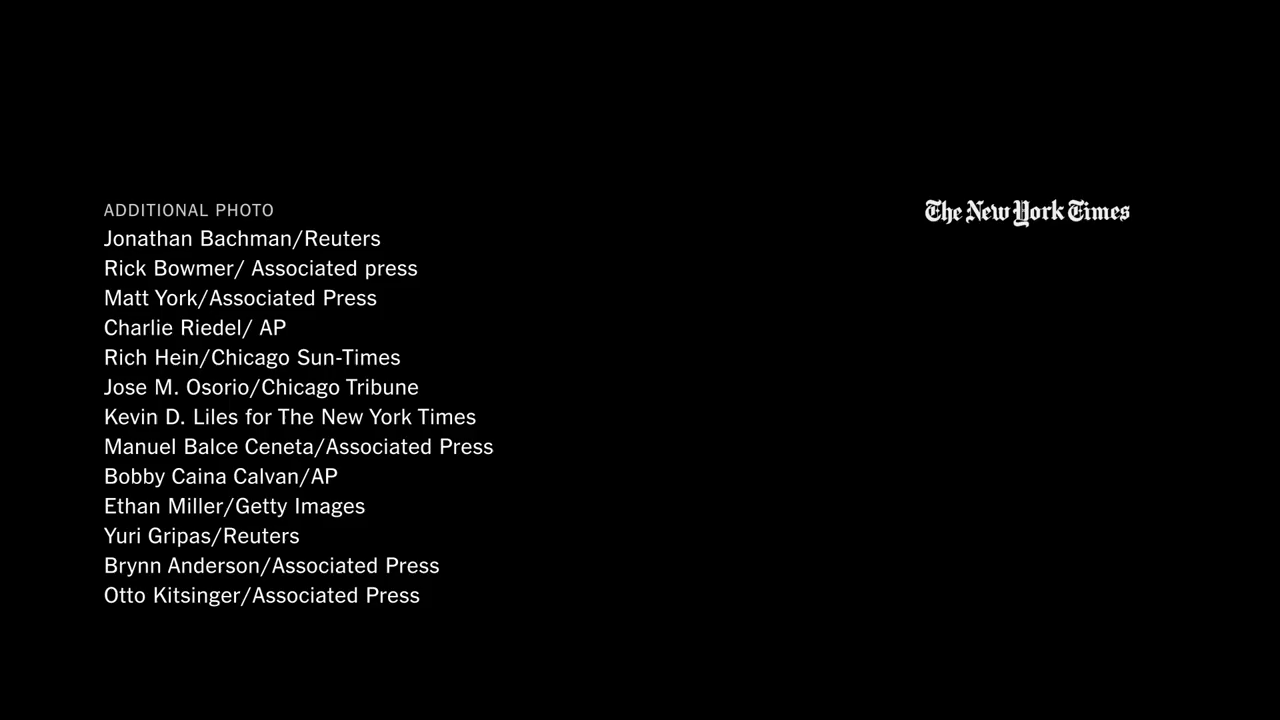 ADDITIONAL PHOTO
The New York Times
Jonathan Bachman/Reuters
Rick Bowmer/ Associated press
Matt York/Associated Press
Charlie Riedel/ AP
Rich Hein/Chicago Sun-Times
Jose M. Osorio/Chicago Tribune
Kevin D. Liles for The New York Times
Manuel Balce Ceneta/Associated Press
Bobby Caina Calvan/AP
Ethan Miller/Getty Images
Yuri Gripas/Reuters
Brynn Anderson/Associated Press
Otto Kitsinger/Associated Press